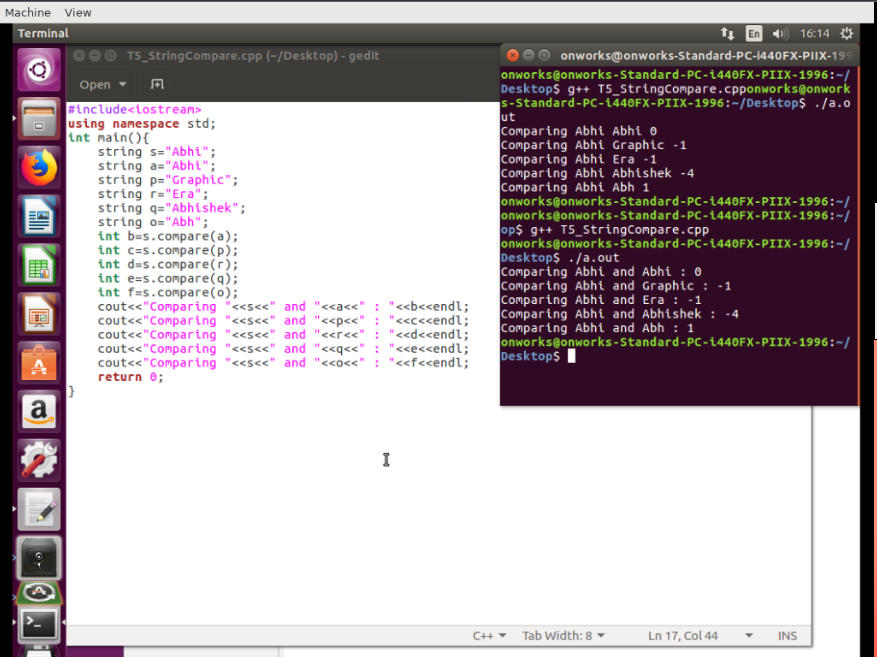 Machine View
Terminal
En
16:14
T5_StringCompare.cpp (~/Desktop) - gedit
Open
#include<iostream>
using namespace std;
int main(){
    string s="Abhi";
    string a="Abhi";
    string p="Graphic";
    string r="Era";
    string q="Abhishek";
    string o="Abh";
    int b=s.compare(a);
    int c=s.compare(p);
    int d=s.compare(r);
    int e=s.compare(q);
    int f=s.compare(o);
    cout<<"Comparing "<<s<<" and "<<a<<" : "<<b<<endl;
    cout<<"Comparing "<<s<<" and "<<p<<" : "<<c<<endl;
    cout<<"Comparing "<<s<<" and "<<r<<" : "<<d<<endl;
    cout<<"Comparing "<<s<<" and "<<q<<" : "<<e<<endl;
    cout<<"Comparing "<<s<<" and "<<o<<" : "<<f<<endl;
    return 0;
}
C++ Tab Width: 8 Ln 17, Col 44 INS
onworks@onworks-Standard-PC-i440FX-PIIX-199
onworks@onworks-Standard-PC-i440FX-PIIX-1996:~/
Desktop$ g++ T5_StringCompare.cpponworks@onwork
s-Standard-PC-i440FX-PIIX-1996:~/Desktop$ ./a.o
ut
Comparing Abhi Abhi 0
Comparing Abhi Graphic -1
Comparing Abhi Era -1
Comparing Abhi Abhishek -4
Comparing Abhi Abh 1
onworks@onworks-Standard-PC-i440FX-PIIX-1996:~/
onworks@onworks-Standard-PC-i440FX-PIIX-1996:~/
op$ g++ T5_StringCompare.cpp
onworks@onworks-Standard-PC-i440FX-PIIX-1996:~/
Desktop$ ./a.out
Comparing Abhi and Abhi : 0
Comparing Abhi and Graphic : -1
Comparing Abhi and Era : -1
Comparing Abhi and Abhishek : -4
Comparing Abhi and Abh : 1
onworks@onworks-Standard-PC-i440FX-PIIX-1996:~/
Desktop$